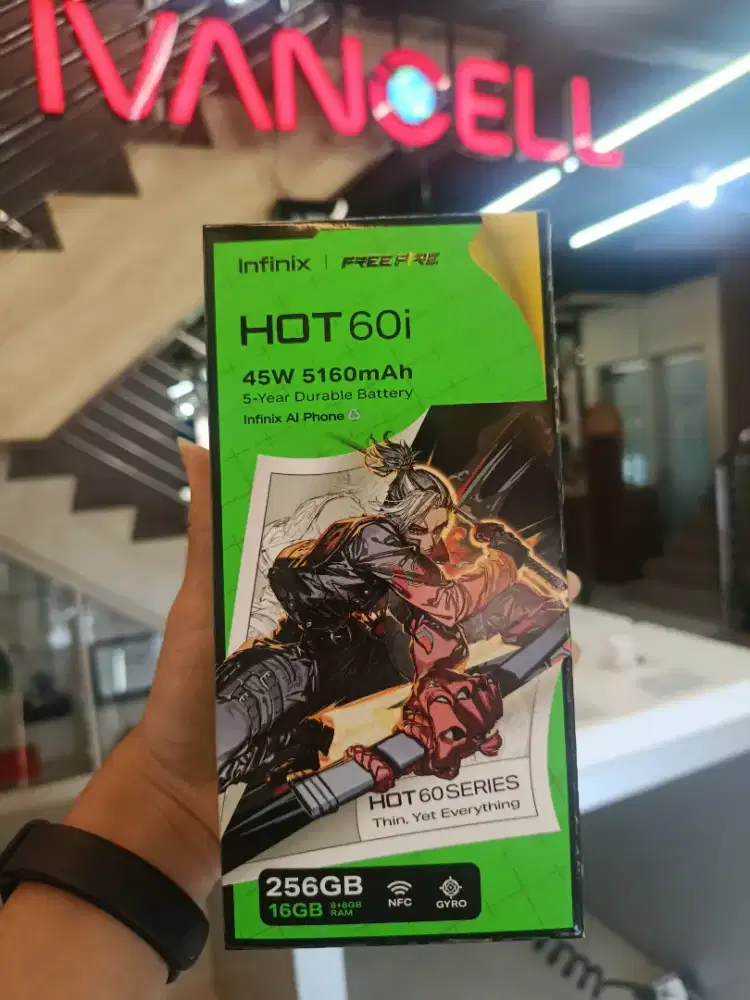 IVANCELL
Infinix | FREE FIRE
HOT 60i
45W 5160mAh
5-Year Durable Battery
Infinix AI Phone
HOT 60 SERIES
Thin, Yet Everything
256GB
16GB 8+8GB RAM
NFC
GYRO